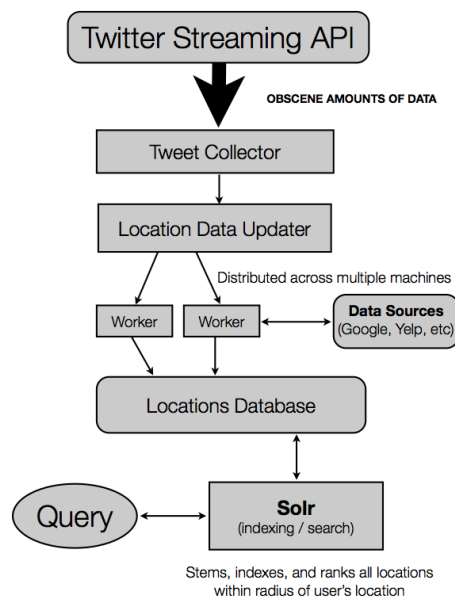 Twitter Streaming API
OBSCENE AMOUNTS OF DATA
Tweet Collector
Location Data Updater
Distributed across multiple machines
Worker
Worker
Data Sources
(Google, Yelp, etc)
Locations Database
Query
Solr
(indexing / search)
Stems, indexes, and ranks all locations
within radius of user's location